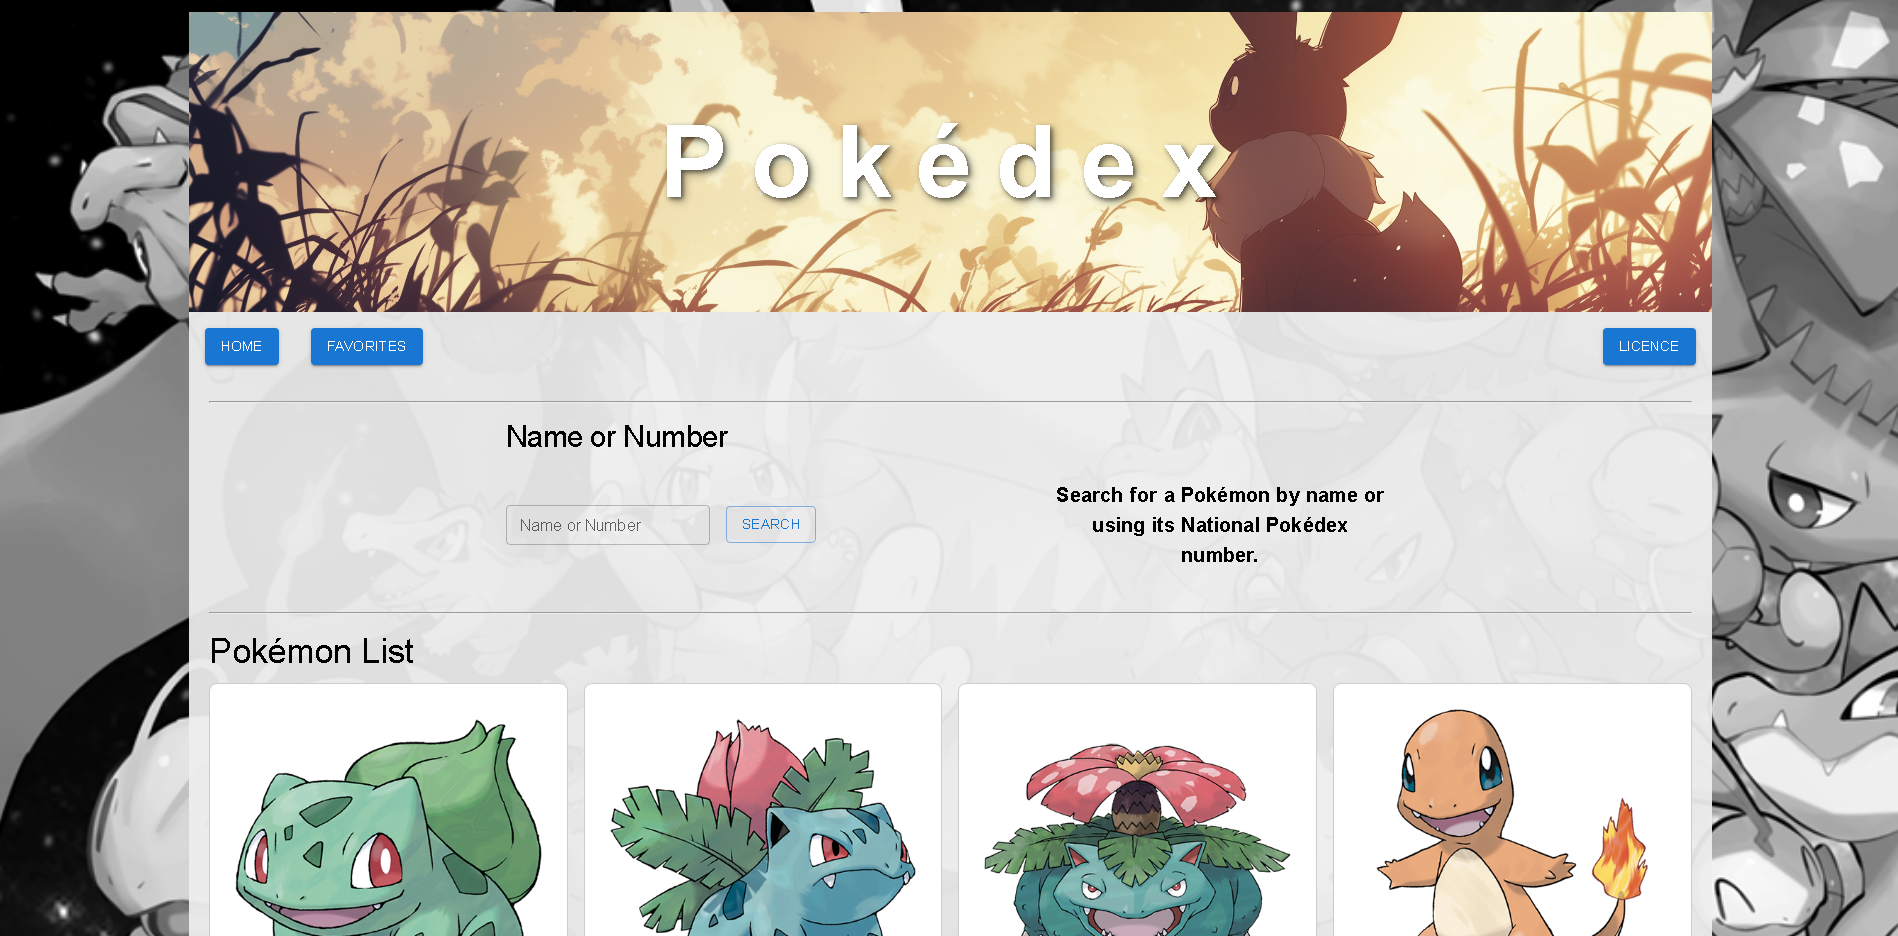 Pokédex
HOME
FAVORITES
LICENCE
Name or Number
Name or Number
SEARCH
Search for a Pokémon by name or
using its National Pokédex
number.
Pokémon List